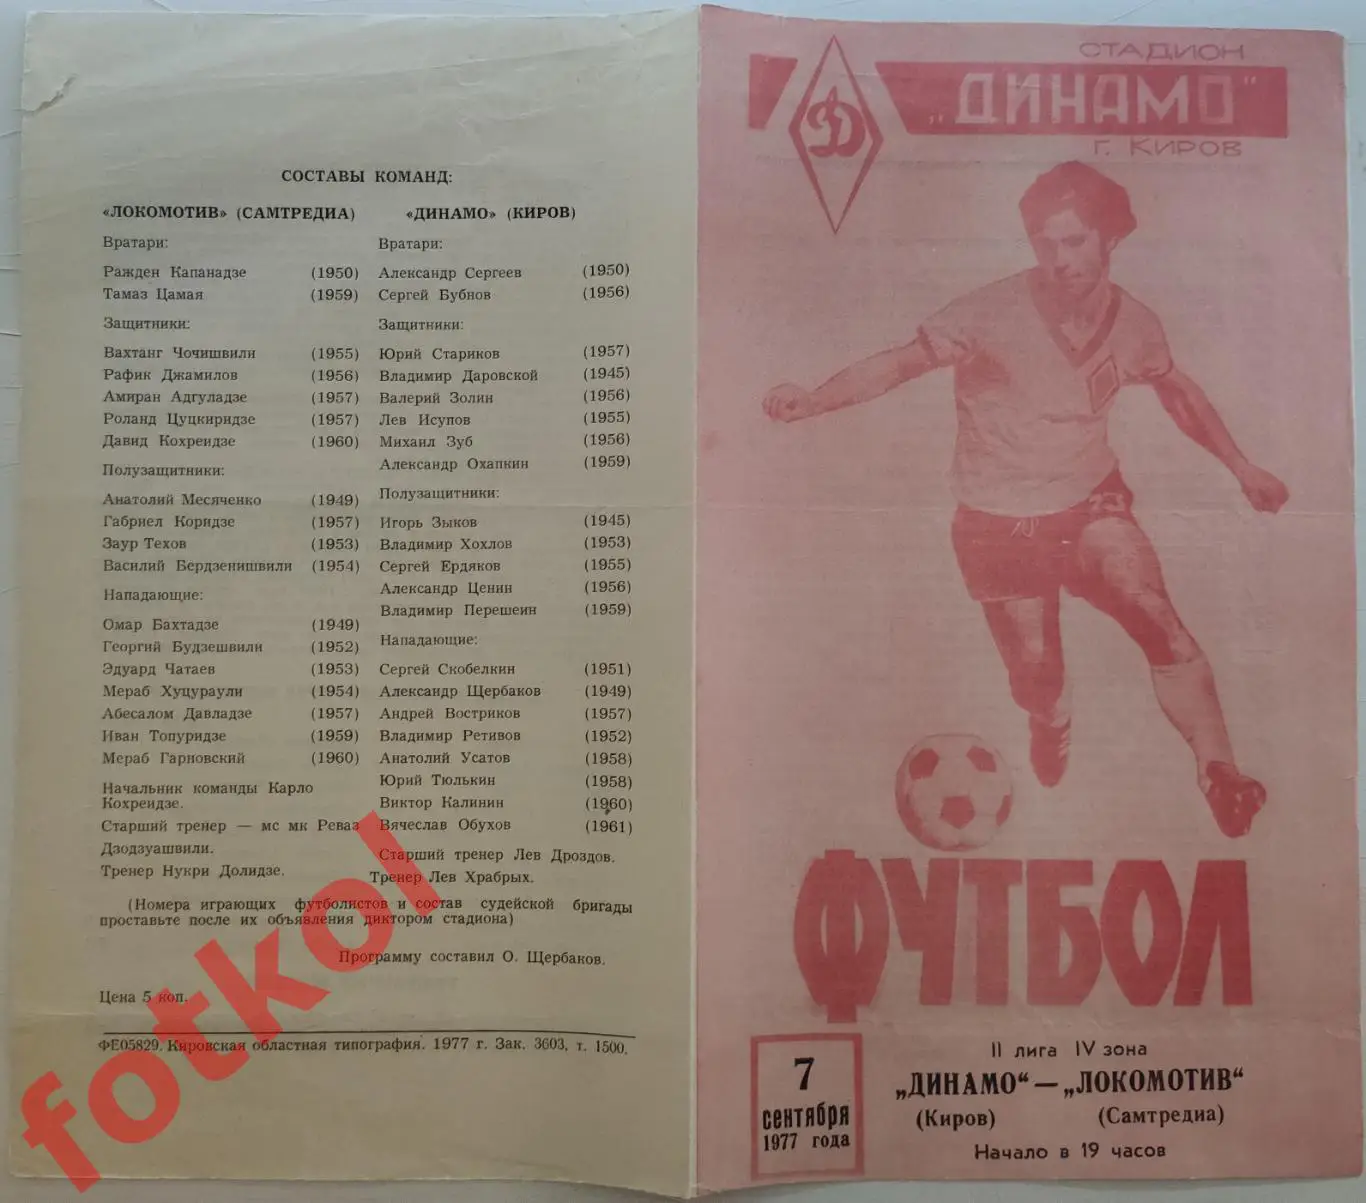 СОСТАВЫ КОМАНД:
«ЛОКОМОТИВ» (САМТРЕДИА)
Вратари:
Ражден Капанадзе (1950)
Тамаз Цамая (1959)
Защитники:
Вахтанг Чочишвили (1955)
Рафик Джамилов (1956)
Амиран Адгуладзе (1957)
Роланд Цуцкиридзе (1957)
Давид Кохреидзе (1960)
Полузащитники:
Анатолий Месяченко (1949)
Габриел Коридзе (1957)
Заур Техов (1953)
Василий Бердзенишвили (1954)
Нападающие:
Омар Бахтадзе (1949)
Георгий Будзешвили (1952)
Эдуард Чатаев (1953)
Мераб Хуцураули (1954)
Абесалом Давладзе (1957)
Иван Топуридзе (1959)
Мераб Гарновский (1960)
Начальник команды Карло
Кохреидзе.
Старший тренер — мс мк Реваз
Дзодзуашвили.
Тренер Нукри Долидзе.
«ДИНАМО» (КИРОВ)
Вратари:
Александр Сергеев (1950)
Сергей Бубнов (1956)
Защитники:
Юрий Стариков (1957)
Владимир Даровской (1945)
Валерий Золин (1956)
Лев Исупов (1955)
Михаил Зуб (1956)
Александр Охапкин (1959)
Полузащитники:
Игорь Зыков (1945)
Владимир Хохлов (1953)
Сергей Ердяков (1955)
Александр Ценин (1956)
Владимир Перешеин (1959)
Нападающие:
Сергей Скобелкин (1951)
Александр Щербаков (1949)
Андрей Востриков (1957)
Владимир Ретивов (1952)
Анатолий Усатов (1958)
Юрий Тюлькин (1958)
Виктор Калинин (1960)
Вячеслав Обухов (1961)
Старший тренер Лев Дроздов.
Тренер Лев Храбрых.
(Номера играющих футболистов и состав судейской бригады
проставьте после их объявления диктором стадиона)
Программу составил О. Щербаков.
Цена 5 коп.
ФЕ05829. Кировская областная типография. 1977 г. Зак. 3603, т. 1500.
fotkol
СТАДИОН
„ДИНАМО"
Г. КИРОВ
Д
73
ФУТБОЛ
7
сентября
1977 года
II лига IV зона
„ДИНАМО“—„ЛОКОМОТИВ“
(Киров) (Самтредиа)
Начало в 19 часов